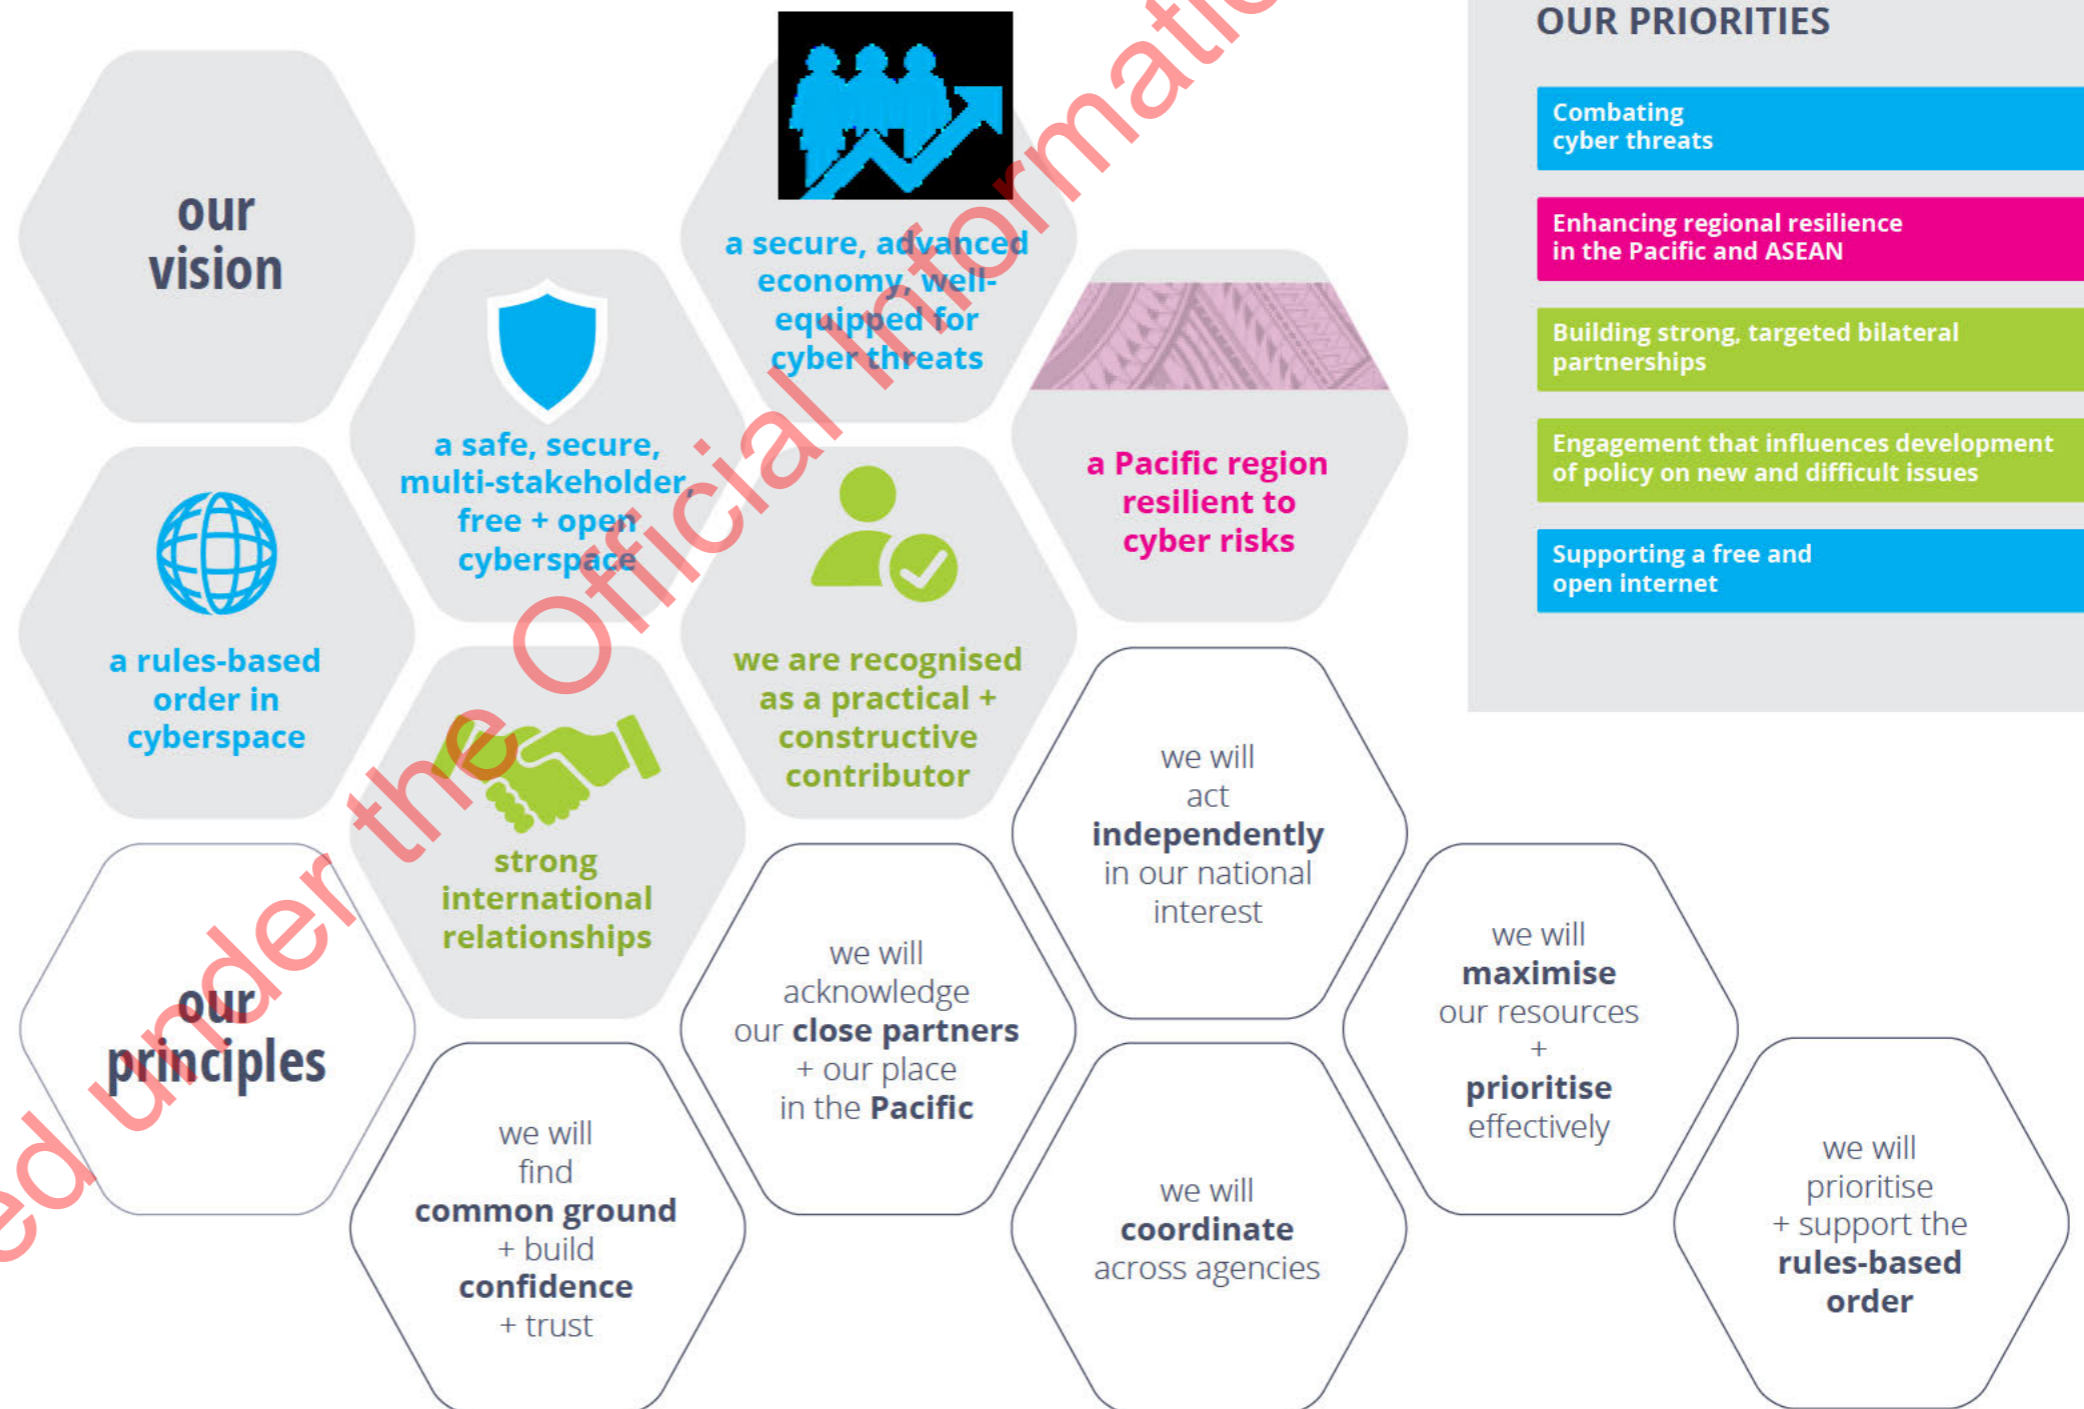 our
vision
a secure, advanced
economy, well-
equipped for
cyber threats
a safe, secure,
multi-stakeholder,
free + open
cyberspace
a Pacific region
resilient to
cyber risks
a rules-based
order in
cyberspace
we are recognised
as a practical +
constructive
contributor
strong
international
relationships
our
principles
we will
find
common ground
+ build
confidence
+ trust
we will
acknowledge
our close partners
+ our place
in the Pacific
we will
act
independently
in our national
interest
we will
coordinate
across agencies
we will
maximise
our resources
+
prioritise
effectively
we will
prioritise
+ support the
rules-based
order
OUR PRIORITIES
Combating
cyber threats
Enhancing regional resilience
in the Pacific and ASEAN
Building strong, targeted bilateral
partnerships
Engagement that influences development
of policy on new and difficult issues
Supporting a free and
open internet
under the Official Information